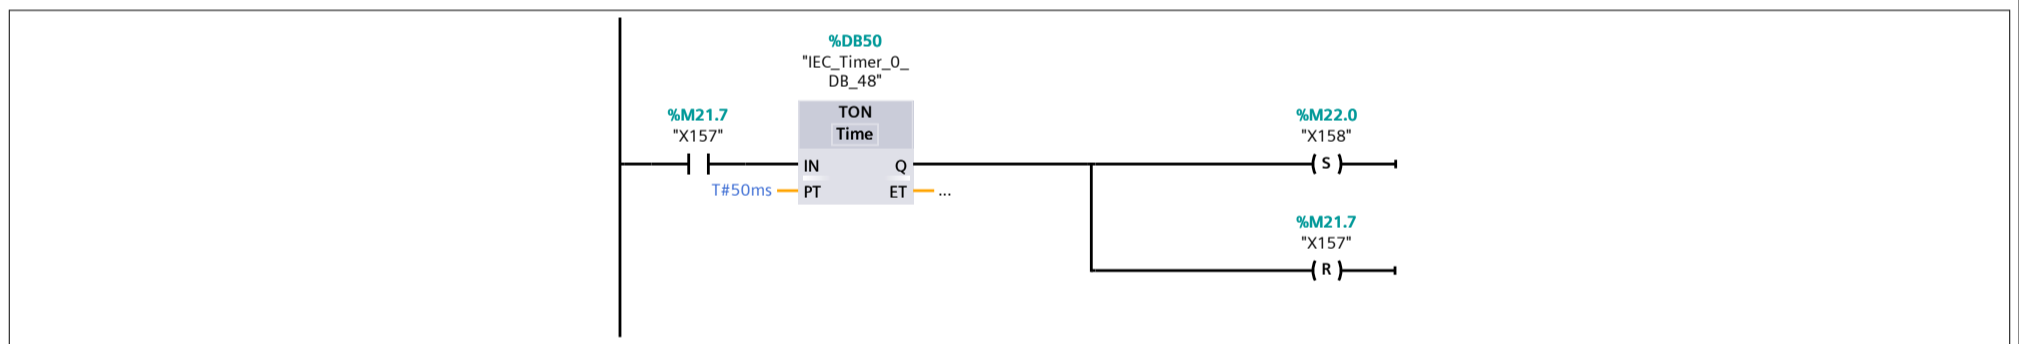 %DB50
"IEC_Timer_0_
DB_48"
%M21.7
"X157"
TON
Time
%M22.0
"X158"
IN
Q
( S )
T#50ms
PT
ET
...
%M21.7
"X157"
( R )